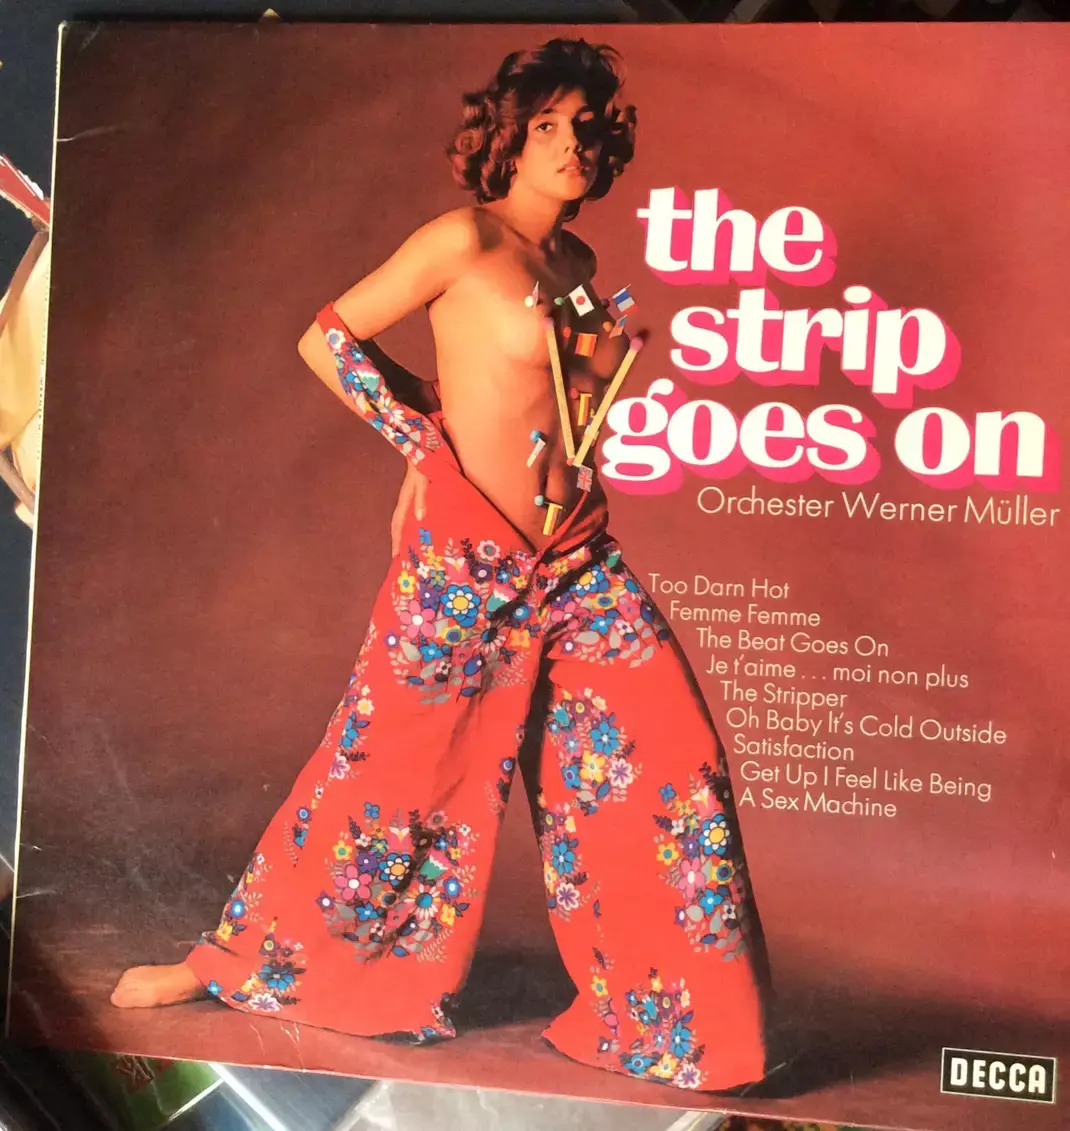 the
strip
goes on
Orchester Werner Müller
Too Darn Hot
Femme Femme
The Beat Goes On
Je t'aime . . . moi non plus
The Stripper
Oh Baby It's Cold Outside
Satisfaction
Get Up I Feel Like Being
A Sex Machine
DECCA